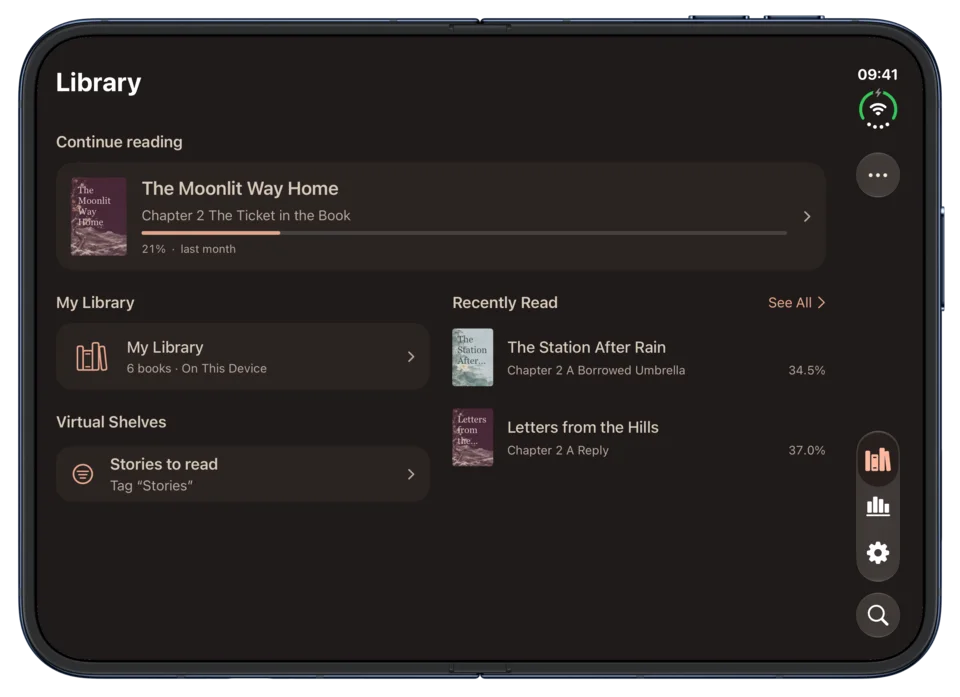 Library
09:41
Continue reading
The
Moonlit
Way
Home
The Moonlit Way Home
Chapter 2 The Ticket in the Book
21% · last month
My Library
My Library
6 books · On This Device
Virtual Shelves
Stories to read
Tag “Stories”
Recently Read
See All
The
Station
After...
The Station After Rain
Chapter 2 A Borrowed Umbrella
34.5%
Letters
from
the...
Letters from the Hills
Chapter 2 A Reply
37.0%